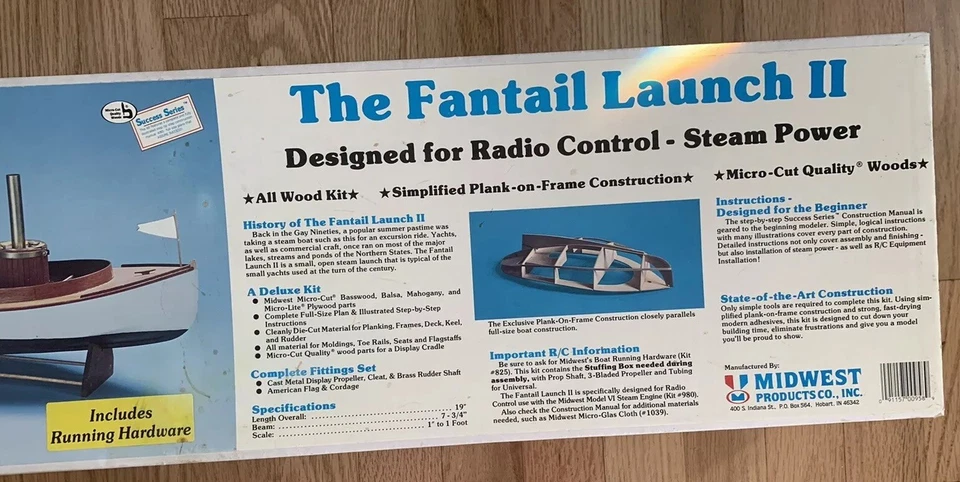 Micro-Cut
Quality
Woods
Success Series™
Includes
Running Hardware
The Fantail Launch II
Designed for Radio Control - Steam Power
★All Wood Kit★ ★Simplified Plank-on-Frame Construction★ ★Micro-Cut Quality® Woods★
History of The Fantail Launch II
Back in the Gay Nineties, a popular summer pastime was
taking a steam boat such as this for an excursion ride. Yachts,
as well as commercial craft, once ran on most of the major
lakes, streams and ponds of the Northern States. The Fantail
Launch II is a small, open steam launch that is typical of the
small yachts used at the turn of the century.
A Deluxe Kit
● Midwest Micro-Cut® Basswood, Balsa, Mahogany, and
Micro-Lite® Plywood parts
● Complete Full-Size Plan & Illustrated Step-by-Step
Instructions
● Cleanly Die-Cut Material for Planking, Frames, Deck, Keel,
and Rudder
● All material for Moldings, Toe Rails, Seats and Flagstaffs
● Micro-Cut Quality® wood parts for a Display Cradle
Complete Fittings Set
● Cast Metal Display Propeller, Cleat, & Brass Rudder Shaft
● American Flag & Cordage
Specifications
Length Overall: 19"
Beam: 7 - 3/4"
Scale: 1" to 1 Foot
The Exclusive Plank-On-Frame Construction closely parallels
full-size boat construction.
Important R/C Information
Be sure to ask for Midwest's Boat Running Hardware (Kit
#825). This kit contains the Stuffing Box needed during
assembly, with Prop Shaft, 3-Bladed Propeller and Tubing
for Universal.
The Fantail Launch II is specifically designed for Radio
Control use with the Midwest Model VI Steam Engine (Kit #980).
Also check the Construction Manual for additional materials
needed, such as Midwest Micro-Glas Cloth (#1039).
Instructions -
Designed for the Beginner
The step-by-step Success Series™ Construction Manual is
geared to the beginning modeler. Simple, logical instructions
with many illustrations cover every part of construction.
Detailed instructions not only cover assembly and finishing -
but also installation of steam power - as well as R/C Equipment
Installation!
State-of-the-Art Construction
Only simple tools are required to complete this kit. Using sim-
plified plank-on-frame construction and strong, fast-drying
modern adhesives, this kit is designed to cut down your
building time, eliminate frustrations and give you a model
you'll be proud to show.
Manufactured By:
MIDWEST
PRODUCTS CO., INC.
400 S. Indiana St., P.O. Box 564, Hobart, IN 46342